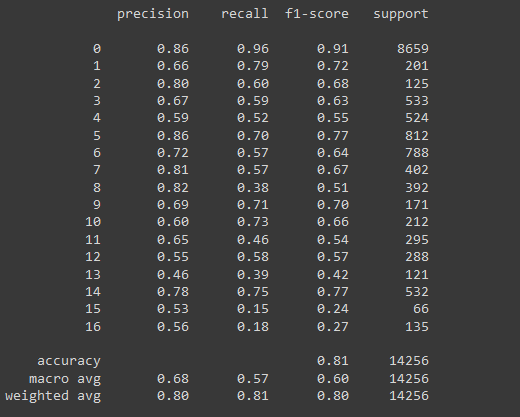 precision recall f1-score support
0 0.86 0.96 0.91 8659
1 0.66 0.79 0.72 201
2 0.80 0.60 0.68 125
3 0.67 0.59 0.63 533
4 0.59 0.52 0.55 524
5 0.86 0.70 0.77 812
6 0.72 0.57 0.64 788
7 0.81 0.57 0.67 402
8 0.82 0.38 0.51 392
9 0.69 0.71 0.70 171
10 0.60 0.73 0.66 212
11 0.65 0.46 0.54 295
12 0.55 0.58 0.57 288
13 0.46 0.39 0.42 121
14 0.78 0.75 0.77 532
15 0.53 0.15 0.24 66
16 0.56 0.18 0.27 135
accuracy 0.81 14256
macro avg 0.68 0.57 0.60 14256
weighted avg 0.80 0.81 0.80 14256